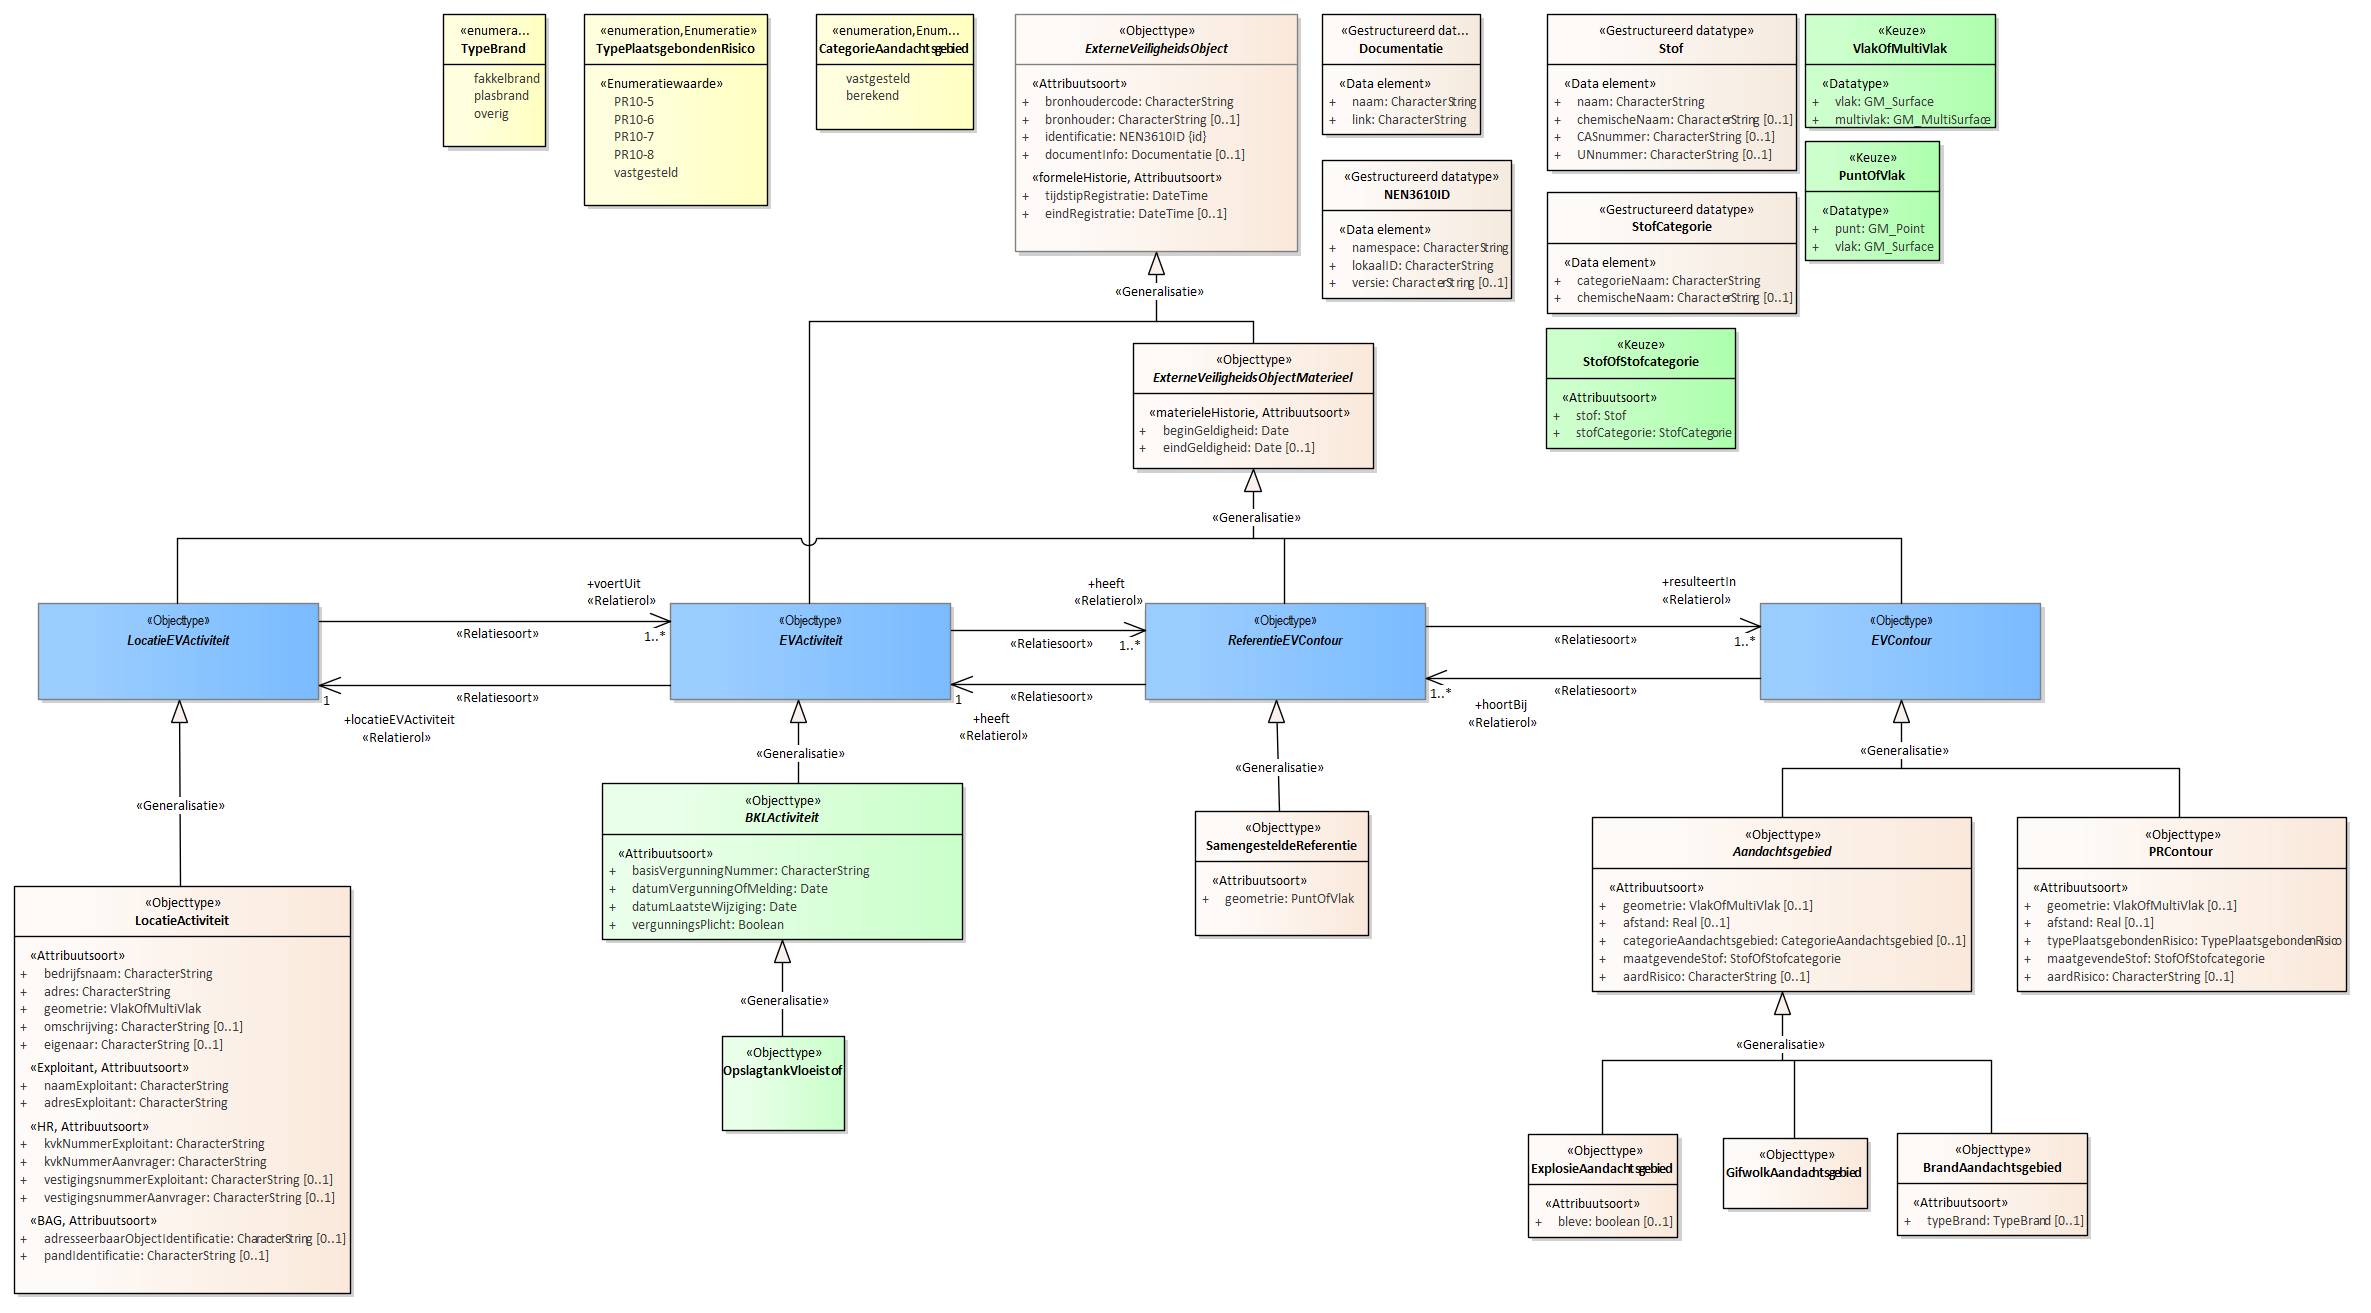 «enumera...
TypeBrand
fakkelbrand
plasbrand
overig
«enumeration,Enumeratie»
TypePlaatsgebondenRisico
«Enumeratiewaarde»
PR10-5
PR10-6
PR10-7
PR10-8
vastgesteld
«enumeration,Enum...
CategorieAandachtsgebied
vastgesteld
berekend
«Objecttype»
ExterneVeiligheidsObject
«Attribuutsoort»
+ bronhoudercode: CharacterString
+ bronhouder: CharacterString [0..1]
+ identificatie: NEN3610ID {id}
+ documentInfo: Documentatie [0..1]
«formeleHistorie, Attribuutsoort»
+ tijdstipRegistratie: DateTime
+ eindRegistratie: DateTime [0..1]
«Gestructureerd dat...
Documentatie
«Data element»
+ naam: CharacterString
+ link: CharacterString
«Gestructureerd datatype»
NEN3610ID
«Data element»
+ namespace: CharacterString
+ lokaalID: CharacterString
+ versie: CharacterString [0..1]
«Gestructureerd datatype»
Stof
«Data element»
+ naam: CharacterString
+ chemischeNaam: CharacterString [0..1]
+ CASnummer: CharacterString [0..1]
+ UNnummer: CharacterString [0..1]
«Gestructureerd datatype»
StofCategorie
«Data element»
+ categorieNaam: CharacterString
+ chemischeNaam: CharacterString [0..1]
«Keuze»
StofOfStofcategorie
«Attribuutsoort»
+ stof: Stof
+ stofCategorie: StofCategorie
«Keuze»
VlakOfMultiVlak
«Datatype»
+ vlak: GM_Surface
+ multivlak: GM_MultiSurface
«Keuze»
PuntOfVlak
«Datatype»
+ punt: GM_Point
+ vlak: GM_Surface
«Generalisatie»
«Objecttype»
ExterneVeiligheidsObjectMaterieel
«materieleHistorie, Attribuutsoort»
+ beginGeldigheid: Date
+ eindGeldigheid: Date [0..1]
«Generalisatie»
«Objecttype»
LocatieEVActiviteit
+voertUit
«Relatierol»
«Relatiesoort»
1..*
«Relatiesoort»
1
+locatieEVActiviteit
«Relatierol»
«Objecttype»
EVActiviteit
+heeft
«Relatierol»
«Relatiesoort»
1..*
«Relatiesoort»
1
+heeft
«Relatierol»
«Objecttype»
ReferentieEVContour
+resulteertIn
«Relatierol»
«Relatiesoort»
1..*
«Relatiesoort»
1..*
+hoortBij
«Relatierol»
«Objecttype»
EVContour
«Generalisatie»
«Objecttype»
LocatieActiviteit
«Attribuutsoort»
+ bedrijfsnaam: CharacterString
+ adres: CharacterString
+ geometrie: VlakOfMultiVlak
+ omschrijving: CharacterString [0..1]
+ eigenaar: CharacterString [0..1]
«Exploitant, Attribuutsoort»
+ naamExploitant: CharacterString
+ adresExploitant: CharacterString
«HR, Attribuutsoort»
+ kvkNummerExploitant: CharacterString
+ kvkNummerAanvrager: CharacterString
+ vestigingsnummerExploitant: CharacterString [0..1]
+ vestigingsnummerAanvrager: CharacterString [0..1]
«BAG, Attribuutsoort»
+ adresseerbaarObjectIdentificatie: CharacterString [0..1]
+ pandIdentificatie: CharacterString [0..1]
«Generalisatie»
«Objecttype»
BKLActiviteit
«Attribuutsoort»
+ basisVergunningNummer: CharacterString
+ datumVergunningOfMelding: Date
+ datumLaatsteWijziging: Date
+ vergunningsPlicht: Boolean
«Generalisatie»
«Objecttype»
OpslagtankVloeistof
«Generalisatie»
«Objecttype»
SamengesteldeReferentie
«Attribuutsoort»
+ geometrie: PuntOfVlak
«Generalisatie»
«Objecttype»
Aandachtsgebied
«Attribuutsoort»
+ geometrie: VlakOfMultiVlak [0..1]
+ afstand: Real [0..1]
+ categorieAandachtsgebied: CategorieAandachtsgebied [0..1]
+ maatgevendeStof: StofOfStofcategorie
+ aardRisico: CharacterString [0..1]
«Objecttype»
PRContour
«Attribuutsoort»
+ geometrie: VlakOfMultiVlak [0..1]
+ afstand: Real [0..1]
+ typePlaatsgebondenRisico: TypePlaatsgebondenRisico
+ maatgevendeStof: StofOfStofcategorie
+ aardRisico: CharacterString [0..1]
«Generalisatie»
«Objecttype»
ExplosieAandachtsgebied
«Attribuutsoort»
+ bleve: boolean [0..1]
«Objecttype»
GifwolkAandachtsgebied
«Objecttype»
BrandAandachtsgebied
«Attribuutsoort»
+ typeBrand: TypeBrand [0..1]